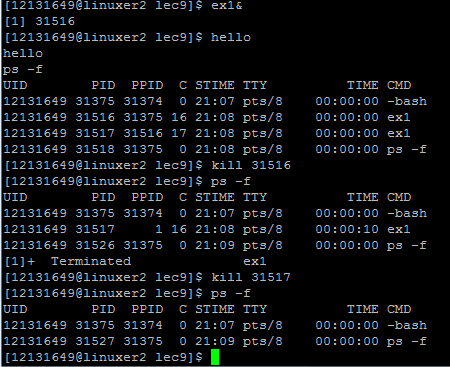 [12131649@linuxer2 lec9]$ ex1&
[1] 31516
[12131649@linuxer2 lec9]$ hello
hello
ps -f
UID        PID  PPID  C STIME TTY          TIME CMD
12131649 31375 31374  0 21:07 pts/8    00:00:00 -bash
12131649 31516 31375 16 21:08 pts/8    00:00:00 ex1
12131649 31517 31516 17 21:08 pts/8    00:00:00 ex1
12131649 31518 31375  0 21:08 pts/8    00:00:00 ps -f
[12131649@linuxer2 lec9]$ kill 31516
[12131649@linuxer2 lec9]$ ps -f
UID        PID  PPID  C STIME TTY          TIME CMD
12131649 31375 31374  0 21:07 pts/8    00:00:00 -bash
12131649 31517     1 16 21:08 pts/8    00:00:10 ex1
12131649 31526 31375  0 21:09 pts/8    00:00:00 ps -f
[1]+  Terminated              ex1
[12131649@linuxer2 lec9]$ kill 31517
[12131649@linuxer2 lec9]$ ps -f
UID        PID  PPID  C STIME TTY          TIME CMD
12131649 31375 31374  0 21:07 pts/8    00:00:00 -bash
12131649 31527 31375  0 21:09 pts/8    00:00:00 ps -f
[12131649@linuxer2 lec9]$